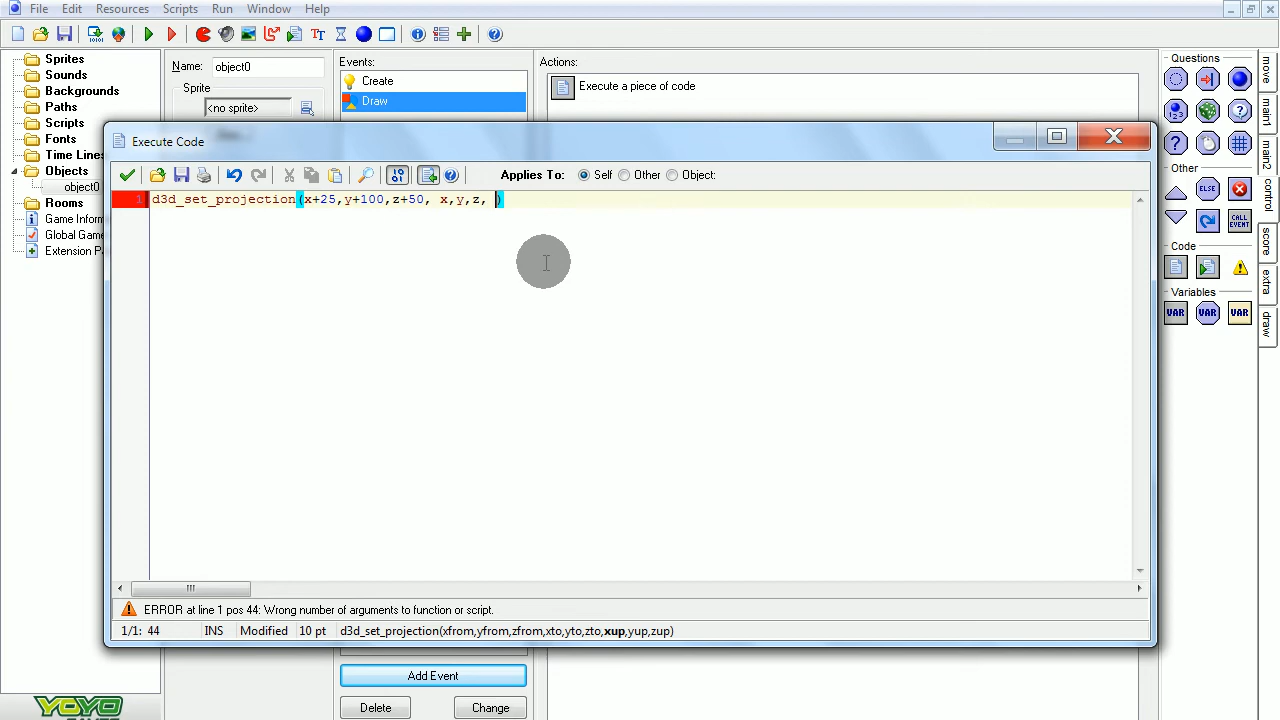 File Edit Resources Scripts Run Window Help
Sprites
Sounds
Backgrounds
Paths
Scripts
Fonts
Time Lines
Objects
object0
Rooms
Game Inform
Global Game
Extension Pa
Name: object0
Sprite
<no sprite>
Events:
Create
Draw
Actions:
Execute a piece of code
Execute Code
Applies To: Self Other Object:
1 d3d_set_projection(x+25,y+100,z+50, x,y,z, )
ERROR at line 1 pos 44: Wrong number of arguments to function or script.
1/1: 44 INS Modified 10 pt d3d_set_projection(xfrom,yfrom,zfrom,xto,yto,zto,xup,yup,zup)
Add Event
Delete Change
Questions
Other
ELSE
CALL EVENT
Code
Variables
VAR VAR VAR
move
main1
main2
control
score
extra
draw
YOYO